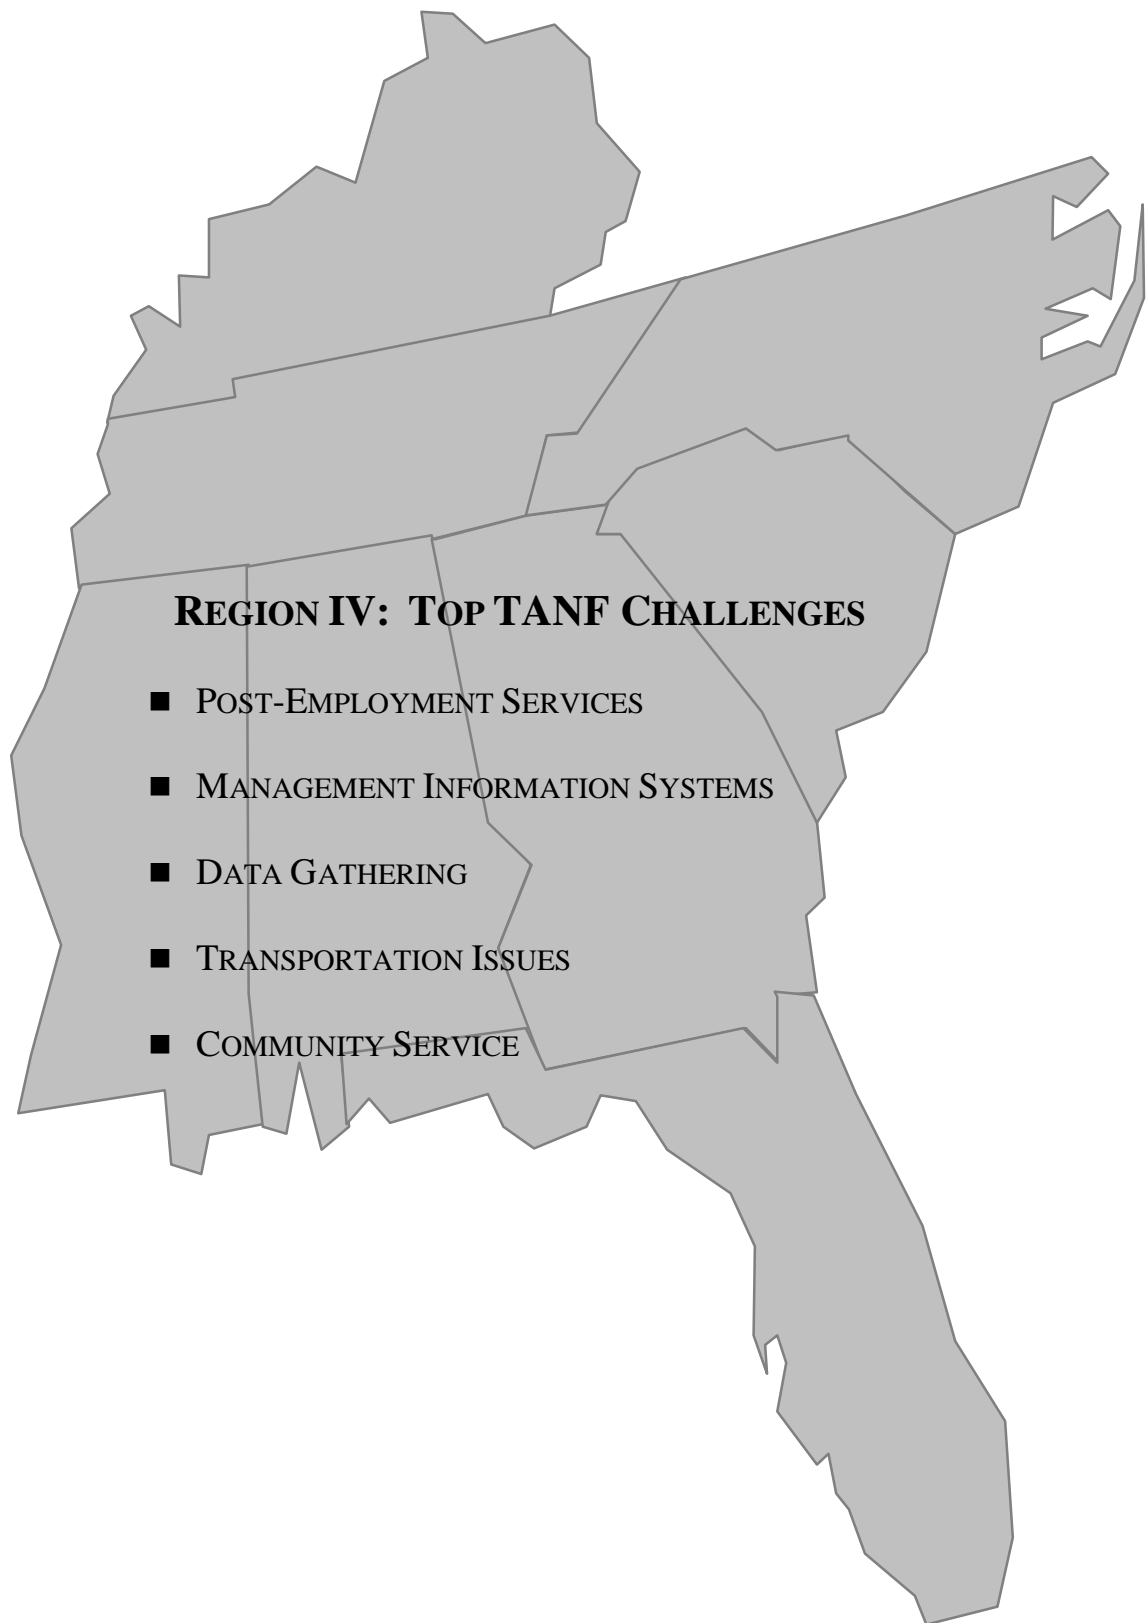 REGION IV: TOP TANF CHALLENGES
■ POST-EMPLOYMENT SERVICES
■ MANAGEMENT INFORMATION SYSTEMS
■ DATA GATHERING
■ TRANSPORTATION ISSUES
■ COMMUNITY SERVICE